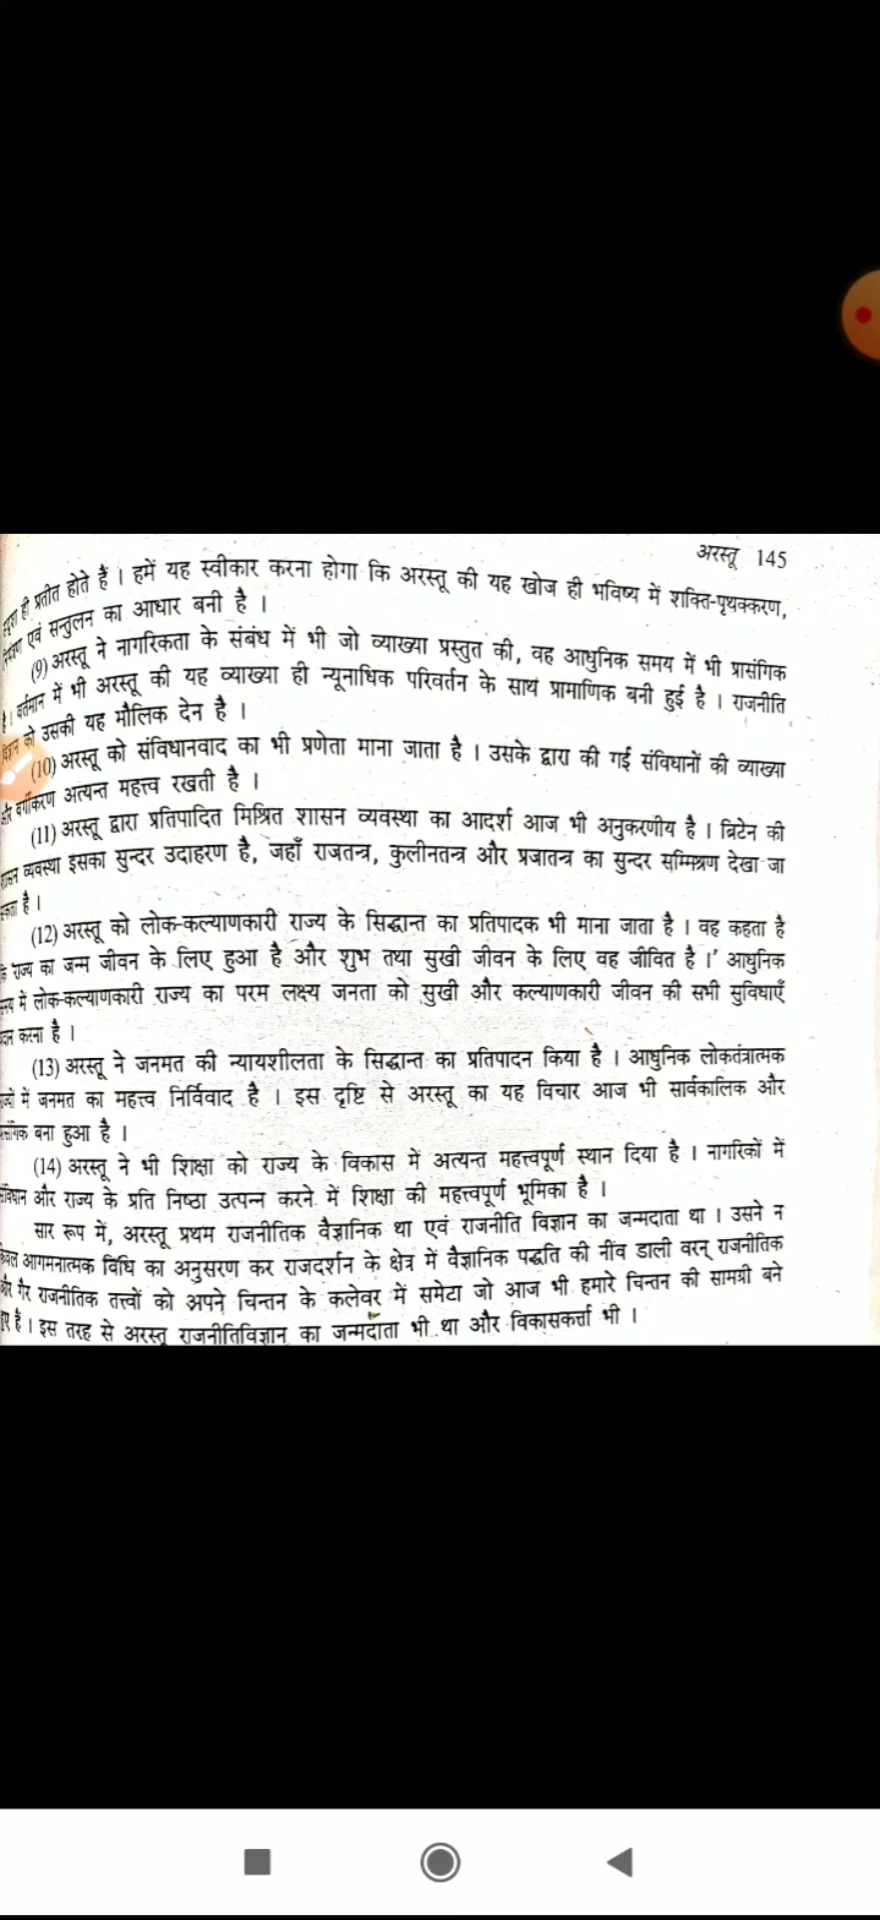 अरस्तू 145
ही प्रतीत होते हैं । हमें यह स्वीकार करना होगा कि अरस्तू की यह खोज ही भविष्य में शक्ति-पृथक्करण,
एवं सन्तुलन का आधार बनी है ।
(9) अरस्तू ने नागरिकता के संबंध में भी जो व्याख्या प्रस्तुत की, वह आधुनिक समय में भी प्रासंगिक
है । वर्तमान में भी अरस्तू की यह व्याख्या ही न्यूनाधिक परिवर्तन के साथ प्रामाणिक बनी हुई है । राजनीति
को उसकी यह मौलिक देन है ।
(10) अरस्तू को संविधानवाद का भी प्रणेता माना जाता है । उसके द्वारा की गई संविधानों की व्याख्या
और वर्गीकरण अत्यन्त महत्त्व रखती है ।
(11) अरस्तू द्वारा प्रतिपादित मिश्रित शासन व्यवस्था का आदर्श आज भी अनुकरणीय है । ब्रिटेन की
व्यवस्था इसका सुन्दर उदाहरण है, जहाँ राजतन्त्र, कुलीनतन्त्र और प्रजातन्त्र का सुन्दर सम्मिश्रण देखा जा
है ।
(12) अरस्तू को लोक-कल्याणकारी राज्य के सिद्धान्त का प्रतिपादक भी माना जाता है । वह कहता है
राज्य का जन्म जीवन के लिए हुआ है और शुभ तथा सुखी जीवन के लिए वह जीवित है ।’ आधुनिक
में लोक-कल्याणकारी राज्य का परम लक्ष्य जनता को सुखी और कल्याणकारी जीवन की सभी सुविधाएँ
करना है ।
(13) अरस्तू ने जनमत की न्यायशीलता के सिद्धान्त का प्रतिपादन किया है । आधुनिक लोकतंत्रात्मक
में जनमत का महत्त्व निर्विवाद है । इस दृष्टि से अरस्तू का यह विचार आज भी सार्वकालिक और
बना हुआ है ।
(14) अरस्तू ने भी शिक्षा को राज्य के विकास में अत्यन्त महत्त्वपूर्ण स्थान दिया है । नागरिकों में
और राज्य के प्रति निष्ठा उत्पन्न करने में शिक्षा की महत्त्वपूर्ण भूमिका है ।
सार रूप में, अरस्तू प्रथम राजनीतिक वैज्ञानिक था एवं राजनीति विज्ञान का जन्मदाता था । उसने न
आगमनात्मक विधि का अनुसरण कर राजदर्शन के क्षेत्र में वैज्ञानिक पद्धति की नींव डाली वरन् राजनीतिक
और गैर राजनीतिक तत्त्वों को अपने चिन्तन के कलेवर में समेटा जो आज भी हमारे चिन्तन की सामग्री बने
हैं । इस तरह से अरस्तू राजनीतिविज्ञान का जन्मदाता भी था और विकासकर्त्ता भी ।